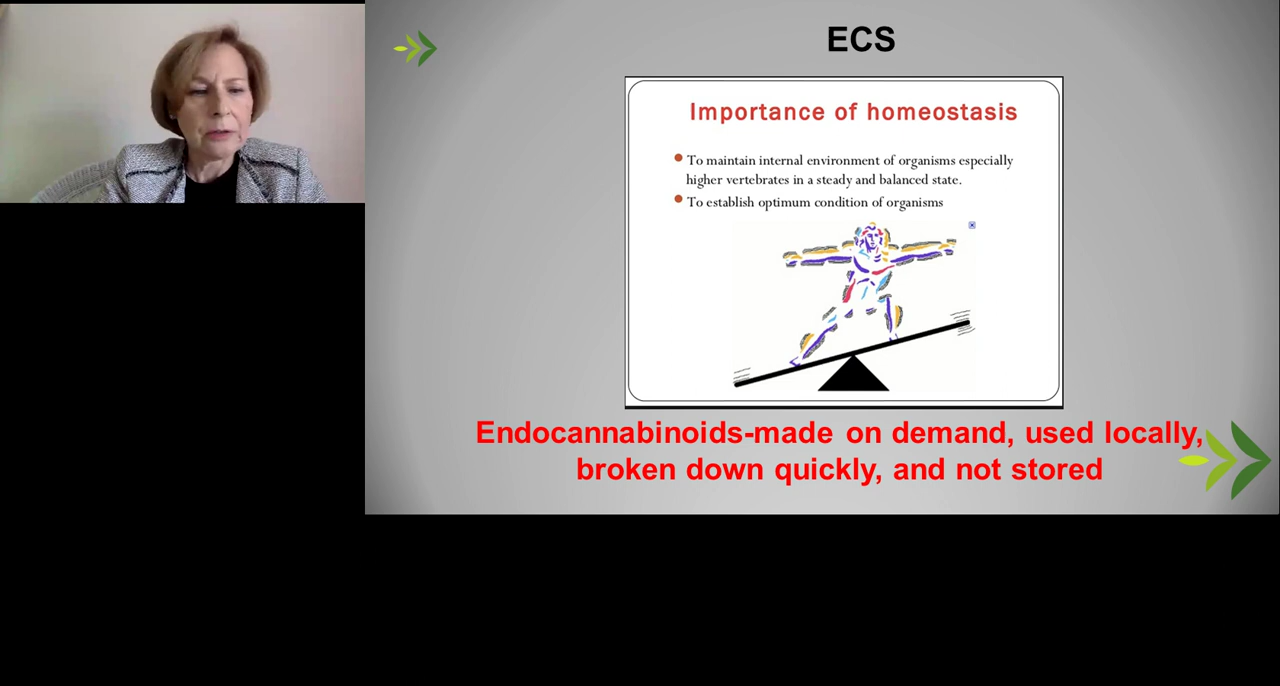 ECS
Importance of homeostasis
To maintain internal environment of organisms especially
higher vertebrates in a steady and balanced state.
To establish optimum condition of organisms
Endocannabinoids-made on demand, used locally,
broken down quickly, and not stored